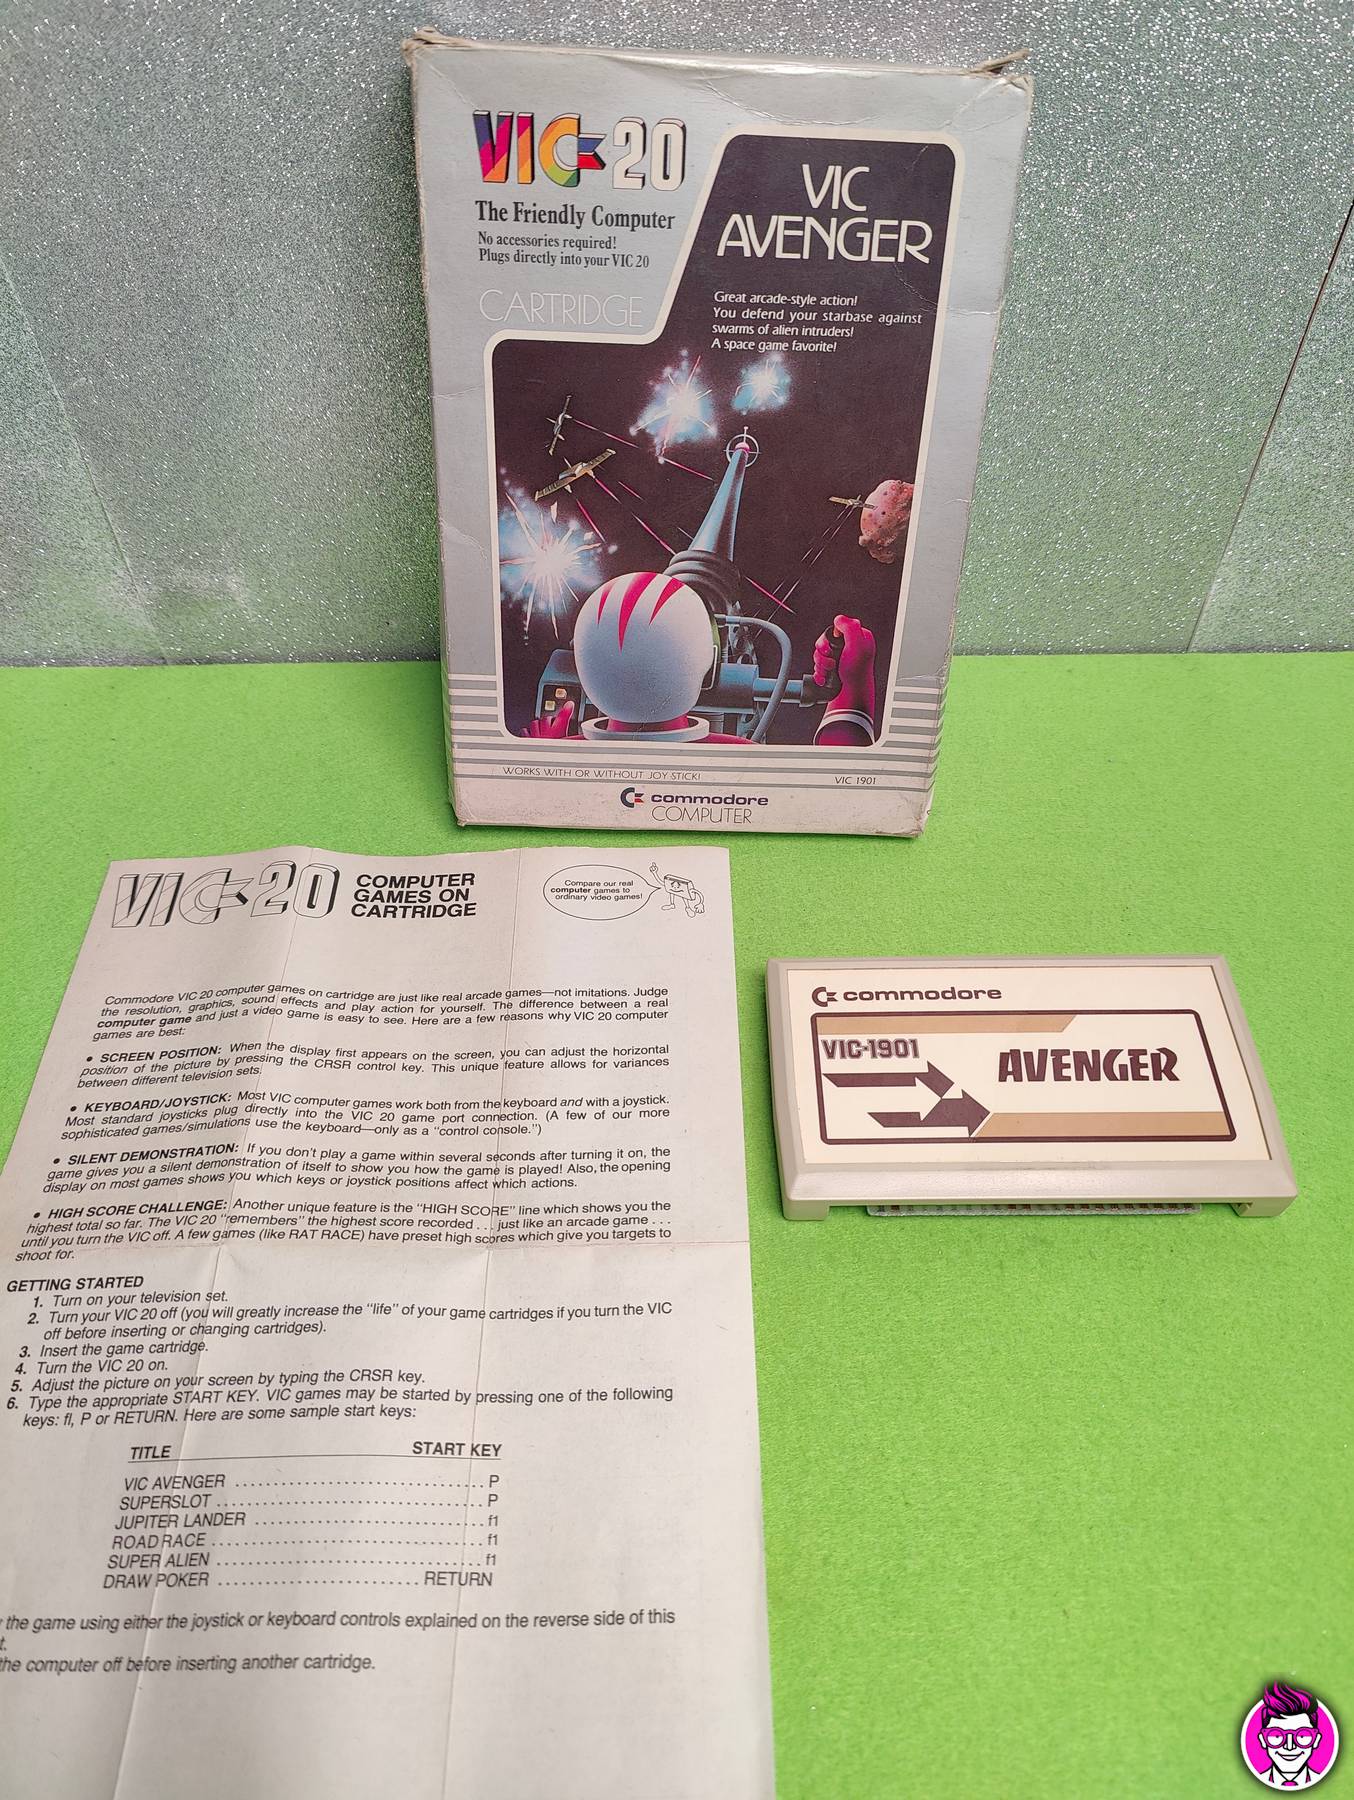 VIC-20
The Friendly Computer
No accessories required!
Plugs directly into your VIC 20
CARTRIDGE
VIC
AVENGER
Great arcade-style action!
You defend your starbase against
swarms of alien intruders!
A space game favorite!
WORKS WITH OR WITHOUT JOY STICK!
VIC 1901
commodore
COMPUTER
VIC-20
COMPUTER
GAMES ON
CARTRIDGE
Compare our real
computer games to
ordinary video games!
Commodore VIC 20 computer games on cartridge are just like real arcade games—not imitations. Judge
the resolution, graphics, sound effects and play action for yourself. The difference between a real
computer game and just a video game is easy to see. Here are a few reasons why VIC 20 computer
games are best:
• SCREEN POSITION: When the display first appears on the screen, you can adjust the horizontal
position of the picture by pressing the CRSR control key. This unique feature allows for variances
between different television sets.
• KEYBOARD/JOYSTICK: Most VIC computer games work both from the keyboard and with a joystick.
Most standard joysticks plug directly into the VIC 20 game port connection. (A few of our more
sophisticated games/simulations use the keyboard—only as a "control console.")
• SILENT DEMONSTRATION: If you don't play a game within several seconds after turning it on, the
game gives you a silent demonstration of itself to show you how the game is played! Also, the opening
display on most games shows you which keys or joystick positions affect which actions.
• HIGH SCORE CHALLENGE: Another unique feature is the "HIGH SCORE" line which shows you the
highest total so far. The VIC 20 "remembers" the highest score recorded . . . just like an arcade game . . .
until you turn the VIC off. A few games (like RAT RACE) have preset high scores which give you targets to
shoot for.
GETTING STARTED
1. Turn on your television set.
2. Turn your VIC 20 off (you will greatly increase the "life" of your game cartridges if you turn the VIC
off before inserting or changing cartridges).
3. Insert the game cartridge.
4. Turn the VIC 20 on.
5. Adjust the picture on your screen by typing the CRSR key.
6. Type the appropriate START KEY. VIC games may be started by pressing one of the following
keys: fl, P or RETURN. Here are some sample start keys:
TITLE START KEY
VIC AVENGER P
SUPERSLOT P
JUPITER LANDER f1
ROAD RACE f1
SUPER ALIEN f1
DRAW POKER RETURN
the game using either the joystick or keyboard controls explained on the reverse side of this
the computer off before inserting another cartridge.
commodore
VIC-1901
AVENGER